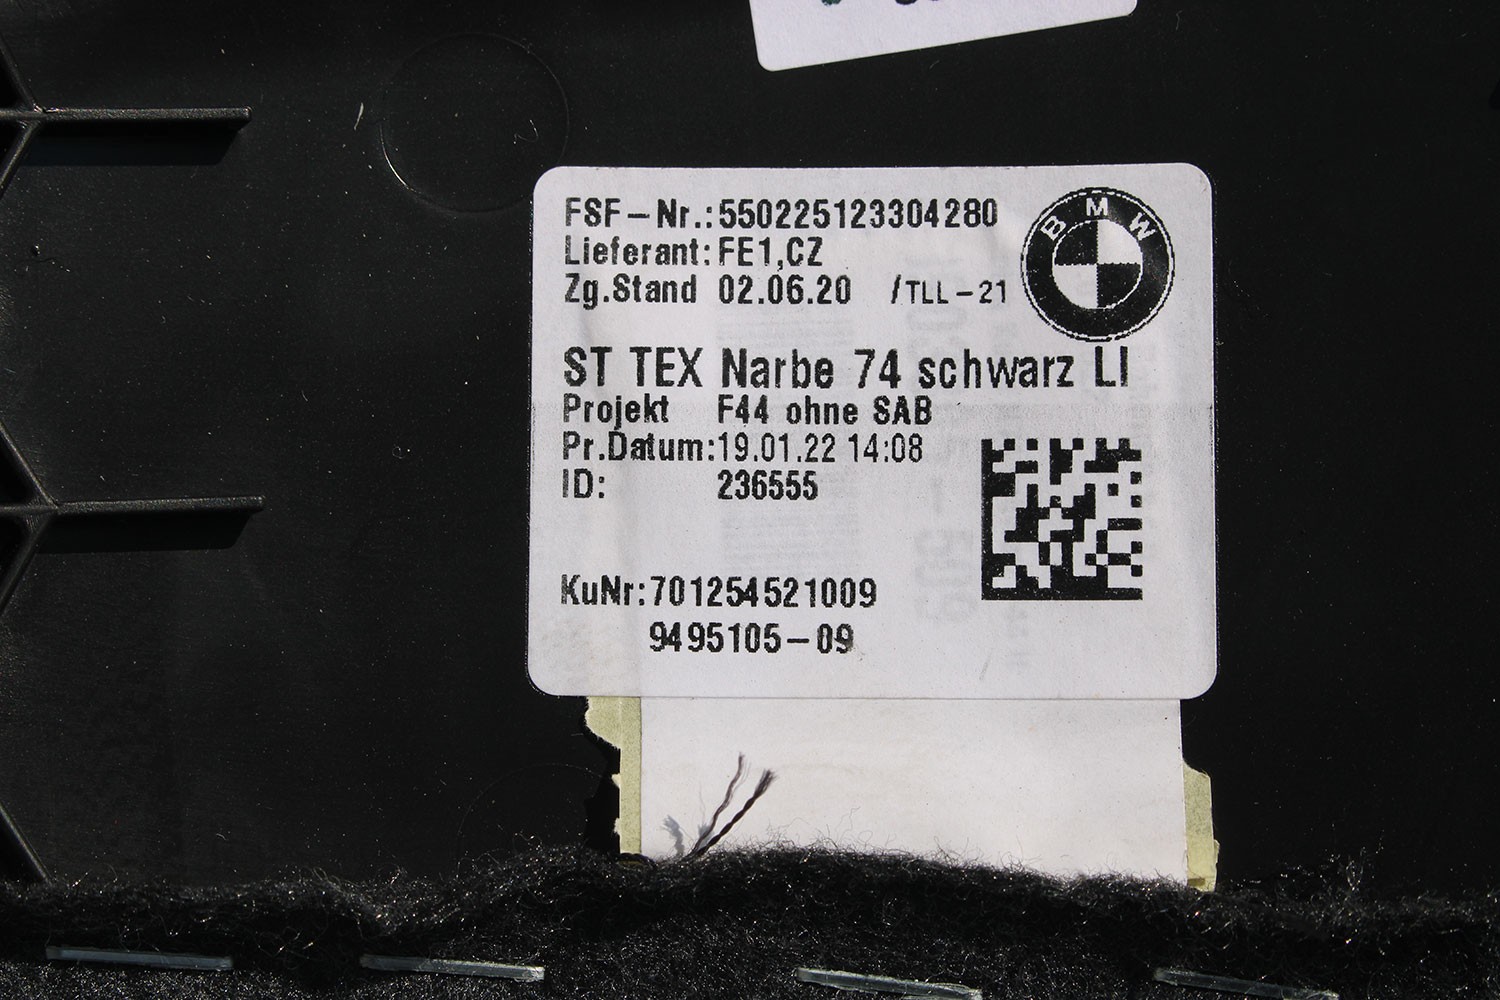 FSF-Nr.:550225123304280
Lieferant:FE1,CZ
Zg.Stand 02.06.20 /TLL-21
BMW
ST TEX Narbe 74 schwarz LI
Projekt F44 ohne SAB
Pr.Datum:19.01.22 14:08
ID: 236555
KuNr:701254521009
9495105-09